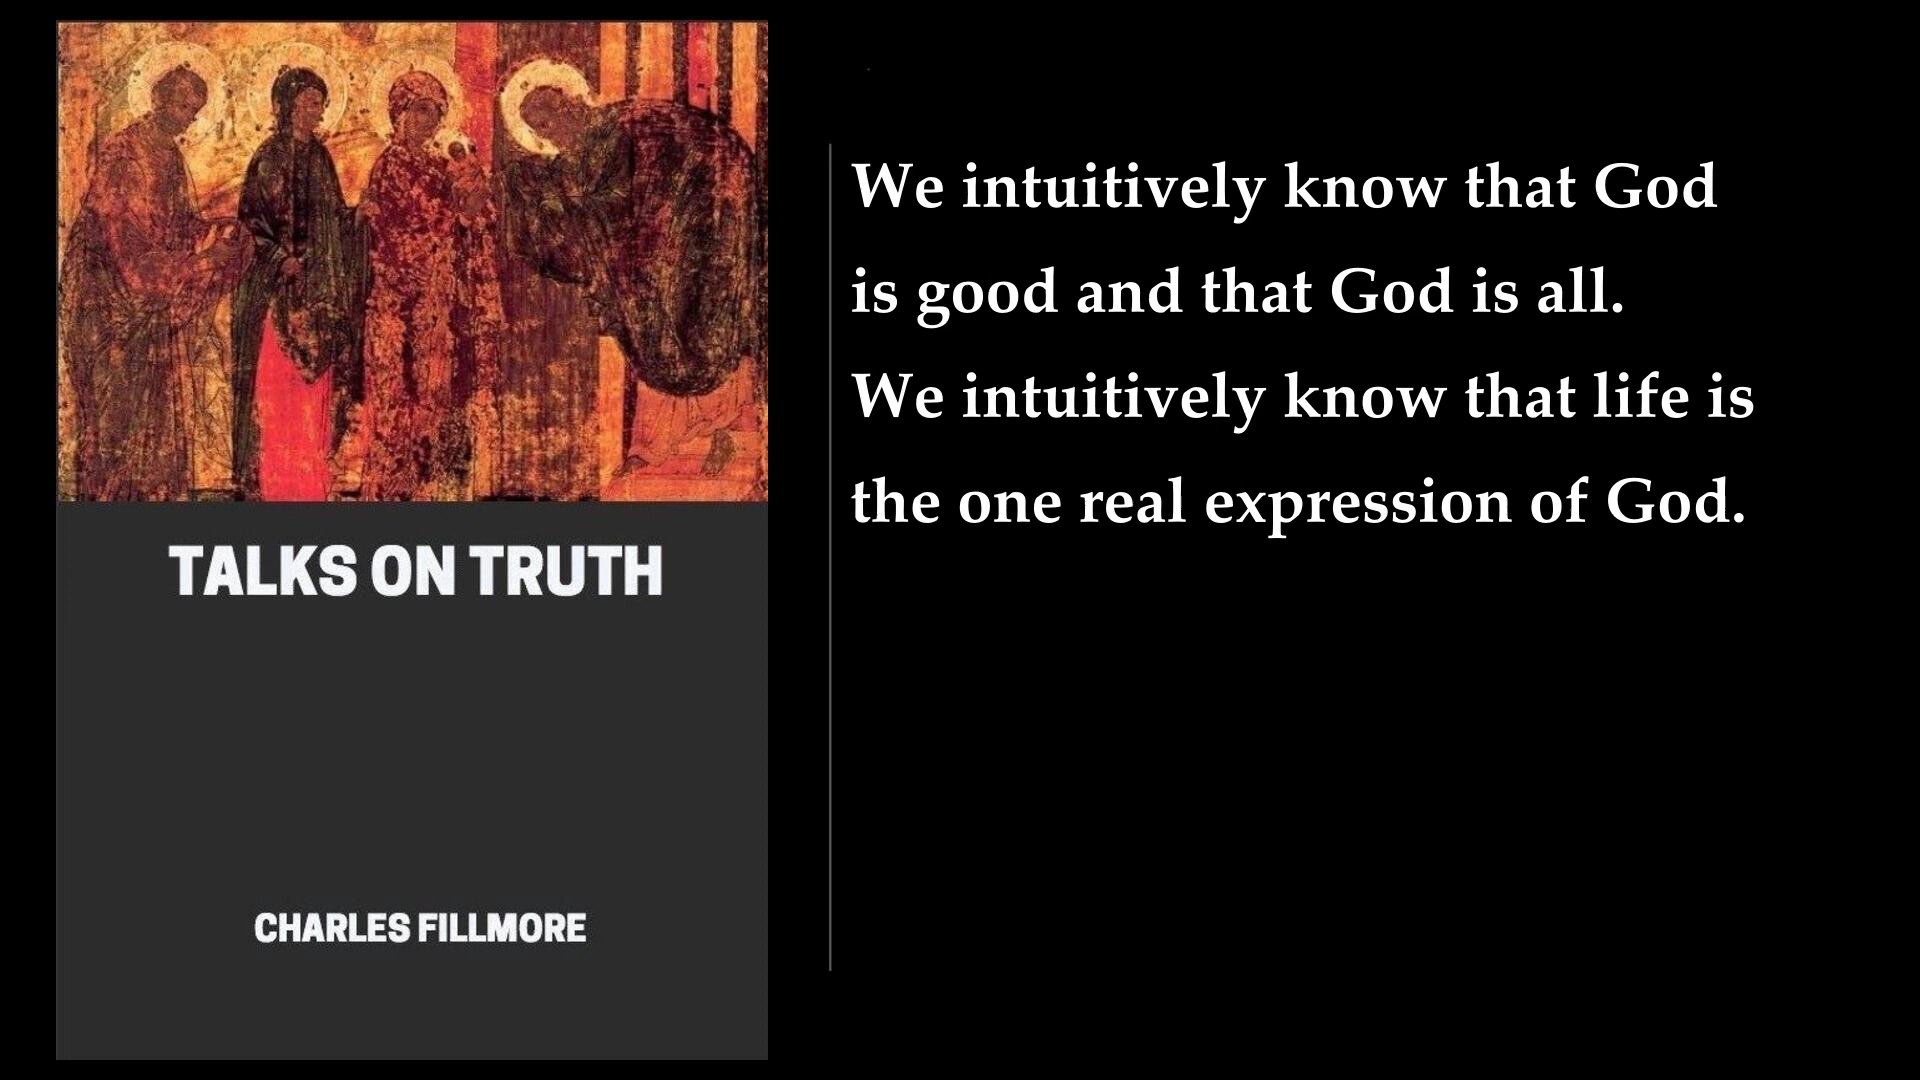 TALKS ON TRUTH
CHARLES FILLMORE
We intuitively know that God
is good and that God is all.
We intuitively know that life is
the one real expression of God.